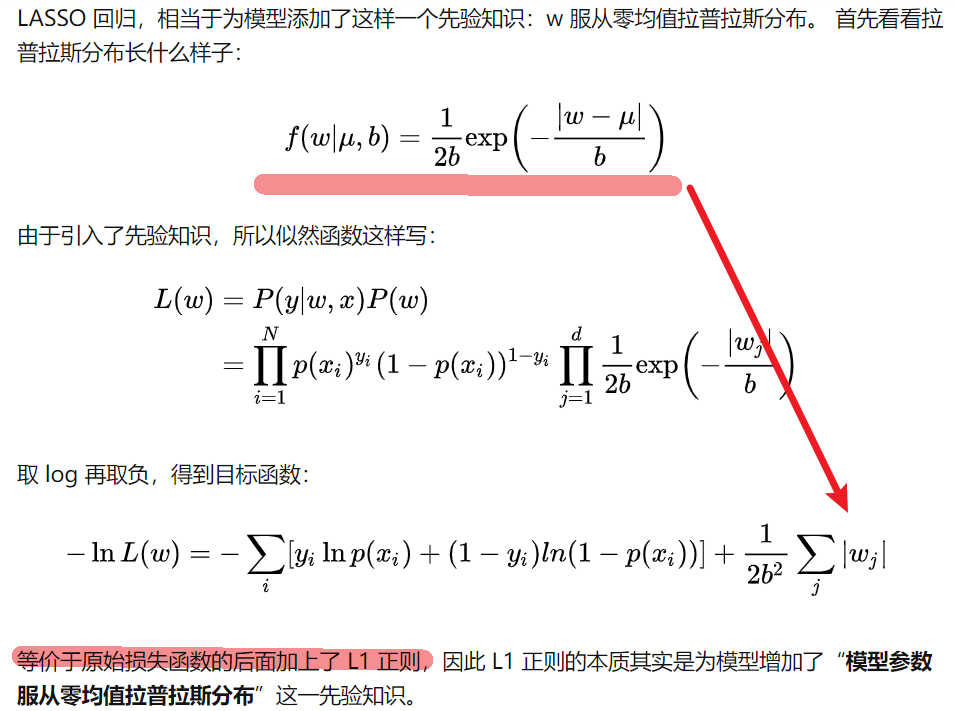 LASSO 回归，相当于为模型添加了这样一个先验知识：w 服从零均值拉普拉斯分布。 首先看看拉
普拉斯分布长什么样子：
f(w|μ, b) = \frac{1}{2b} exp(−\frac{|w − μ|}{b})
由于引入了先验知识，所以似然函数这样写：
L(w) = P(y|w, x)P(w)
= \prod_{i=1}^{N} p(x_i)^{y_i} (1 − p(x_i))^{1−y_i} \prod_{j=1}^{d} \frac{1}{2b} exp(−\frac{|w_j|}{b})
取 log 再取负，得到目标函数：
− ln L(w) = − \sum_{i} [y_i ln p(x_i) + (1 − y_i)ln(1 − p(x_i))] + \frac{1}{2b^2} \sum_{j} |w_j|
等价于原始损失函数的后面加上了 L1 正则，因此 L1 正则的本质其实是为模型增加了“模型参数
服从零均值拉普拉斯分布”这一先验知识。